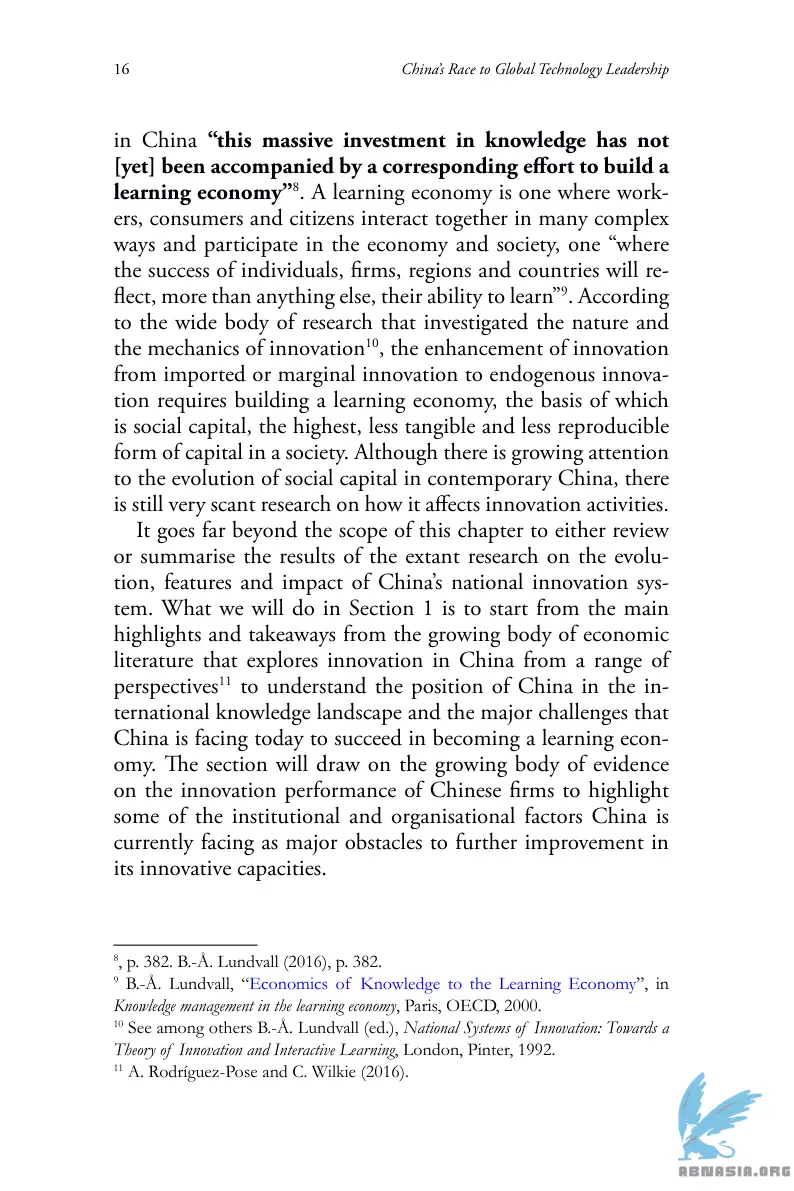 16
China’s Race to Global Technology Leadership
in China “this massive investment in knowledge has not
[yet] been accompanied by a corresponding effort to build a
learning economy”8. A learning economy is one where work-
ers, consumers and citizens interact together in many complex
ways and participate in the economy and society, one “where
the success of individuals, firms, regions and countries will re-
flect, more than anything else, their ability to learn”9. According
to the wide body of research that investigated the nature and
the mechanics of innovation10, the enhancement of innovation
from imported or marginal innovation to endogenous innova-
tion requires building a learning economy, the basis of which
is social capital, the highest, less tangible and less reproducible
form of capital in a society. Although there is growing attention
to the evolution of social capital in contemporary China, there
is still very scant research on how it affects innovation activities.
It goes far beyond the scope of this chapter to either review
or summarise the results of the extant research on the evolu-
tion, features and impact of China’s national innovation sys-
tem. What we will do in Section 1 is to start from the main
highlights and takeaways from the growing body of economic
literature that explores innovation in China from a range of
perspectives11 to understand the position of China in the in-
ternational knowledge landscape and the major challenges that
China is facing today to succeed in becoming a learning econ-
omy. The section will draw on the growing body of evidence
on the innovation performance of Chinese firms to highlight
some of the institutional and organisational factors China is
currently facing as major obstacles to further improvement in
its innovative capacities.
8, p. 382. B.-Å. Lundvall (2016), p. 382.
9 B.-Å. Lundvall, “Economics of Knowledge to the Learning Economy”, in
Knowledge management in the learning economy, Paris, OECD, 2000.
10 See among others B.-Å. Lundvall (ed.), National Systems of Innovation: Towards a
Theory of Innovation and Interactive Learning, London, Pinter, 1992.
11 A. Rodríguez-Pose and C. Wilkie (2016).
ABNASIA.ORG